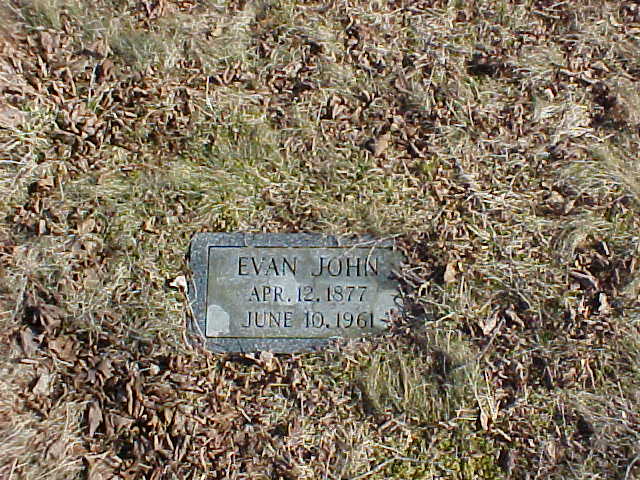 EVAN JOHN
APR. 12. 1877
JUNE 10. 1961